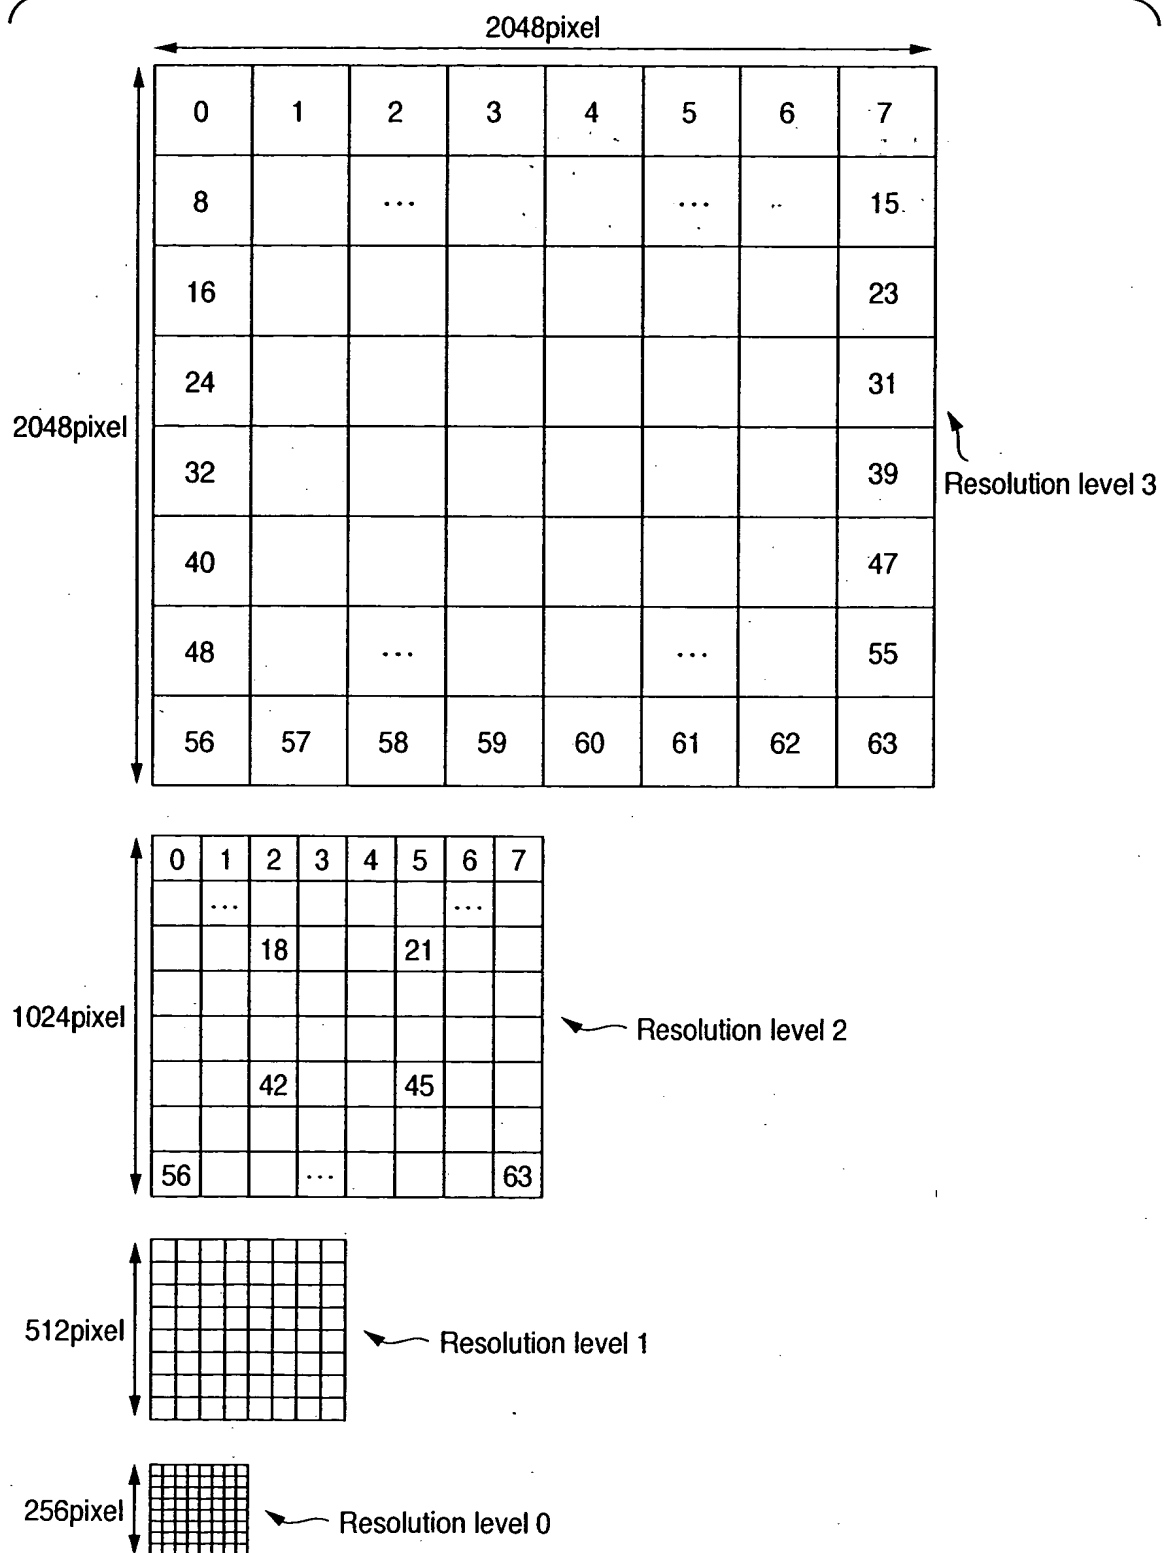 2048pixel
0 1 2 3 4 5 6 7
8 ... ... 15
16 23
24 31
2048pixel
32 39
Resolution level 3
40 47
48 ... ... 55
56 57 58 59 60 61 62 63
0 1 2 3 4 5 6 7
... ...
18 21
1024pixel
Resolution level 2
42 45
56 ... 63
512pixel
Resolution level 1
256pixel
Resolution level 0